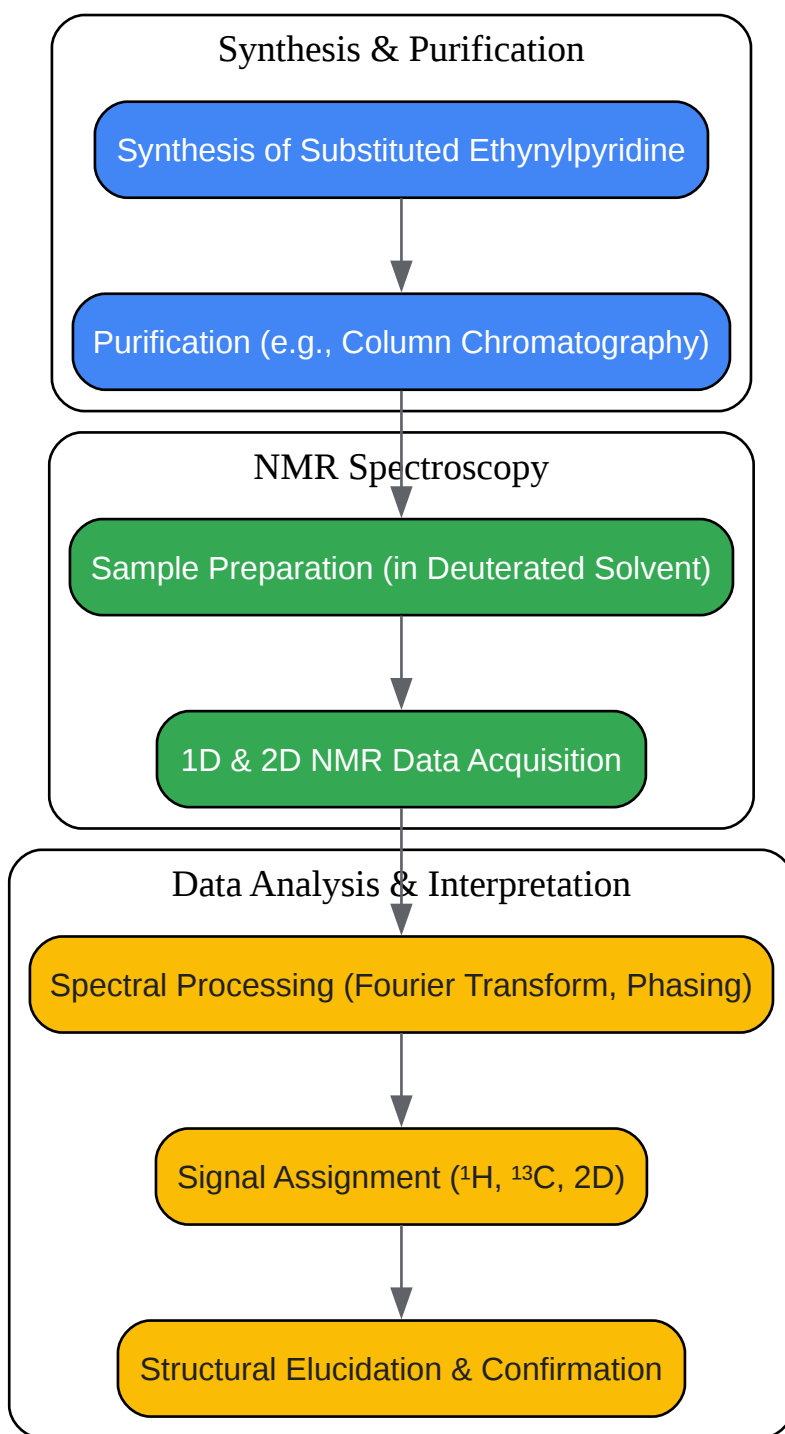 Synthesis & Purification
Synthesis of Substituted Ethynylpyridine
Purification (e.g., Column Chromatography)
NMR Spectroscopy
Sample Preparation (in Deuterated Solvent)
1D & 2D NMR Data Acquisition
Data Analysis & Interpretation
Spectral Processing (Fourier Transform, Phasing)
Signal Assignment (¹H, ¹³C, 2D)
Structural Elucidation & Confirmation